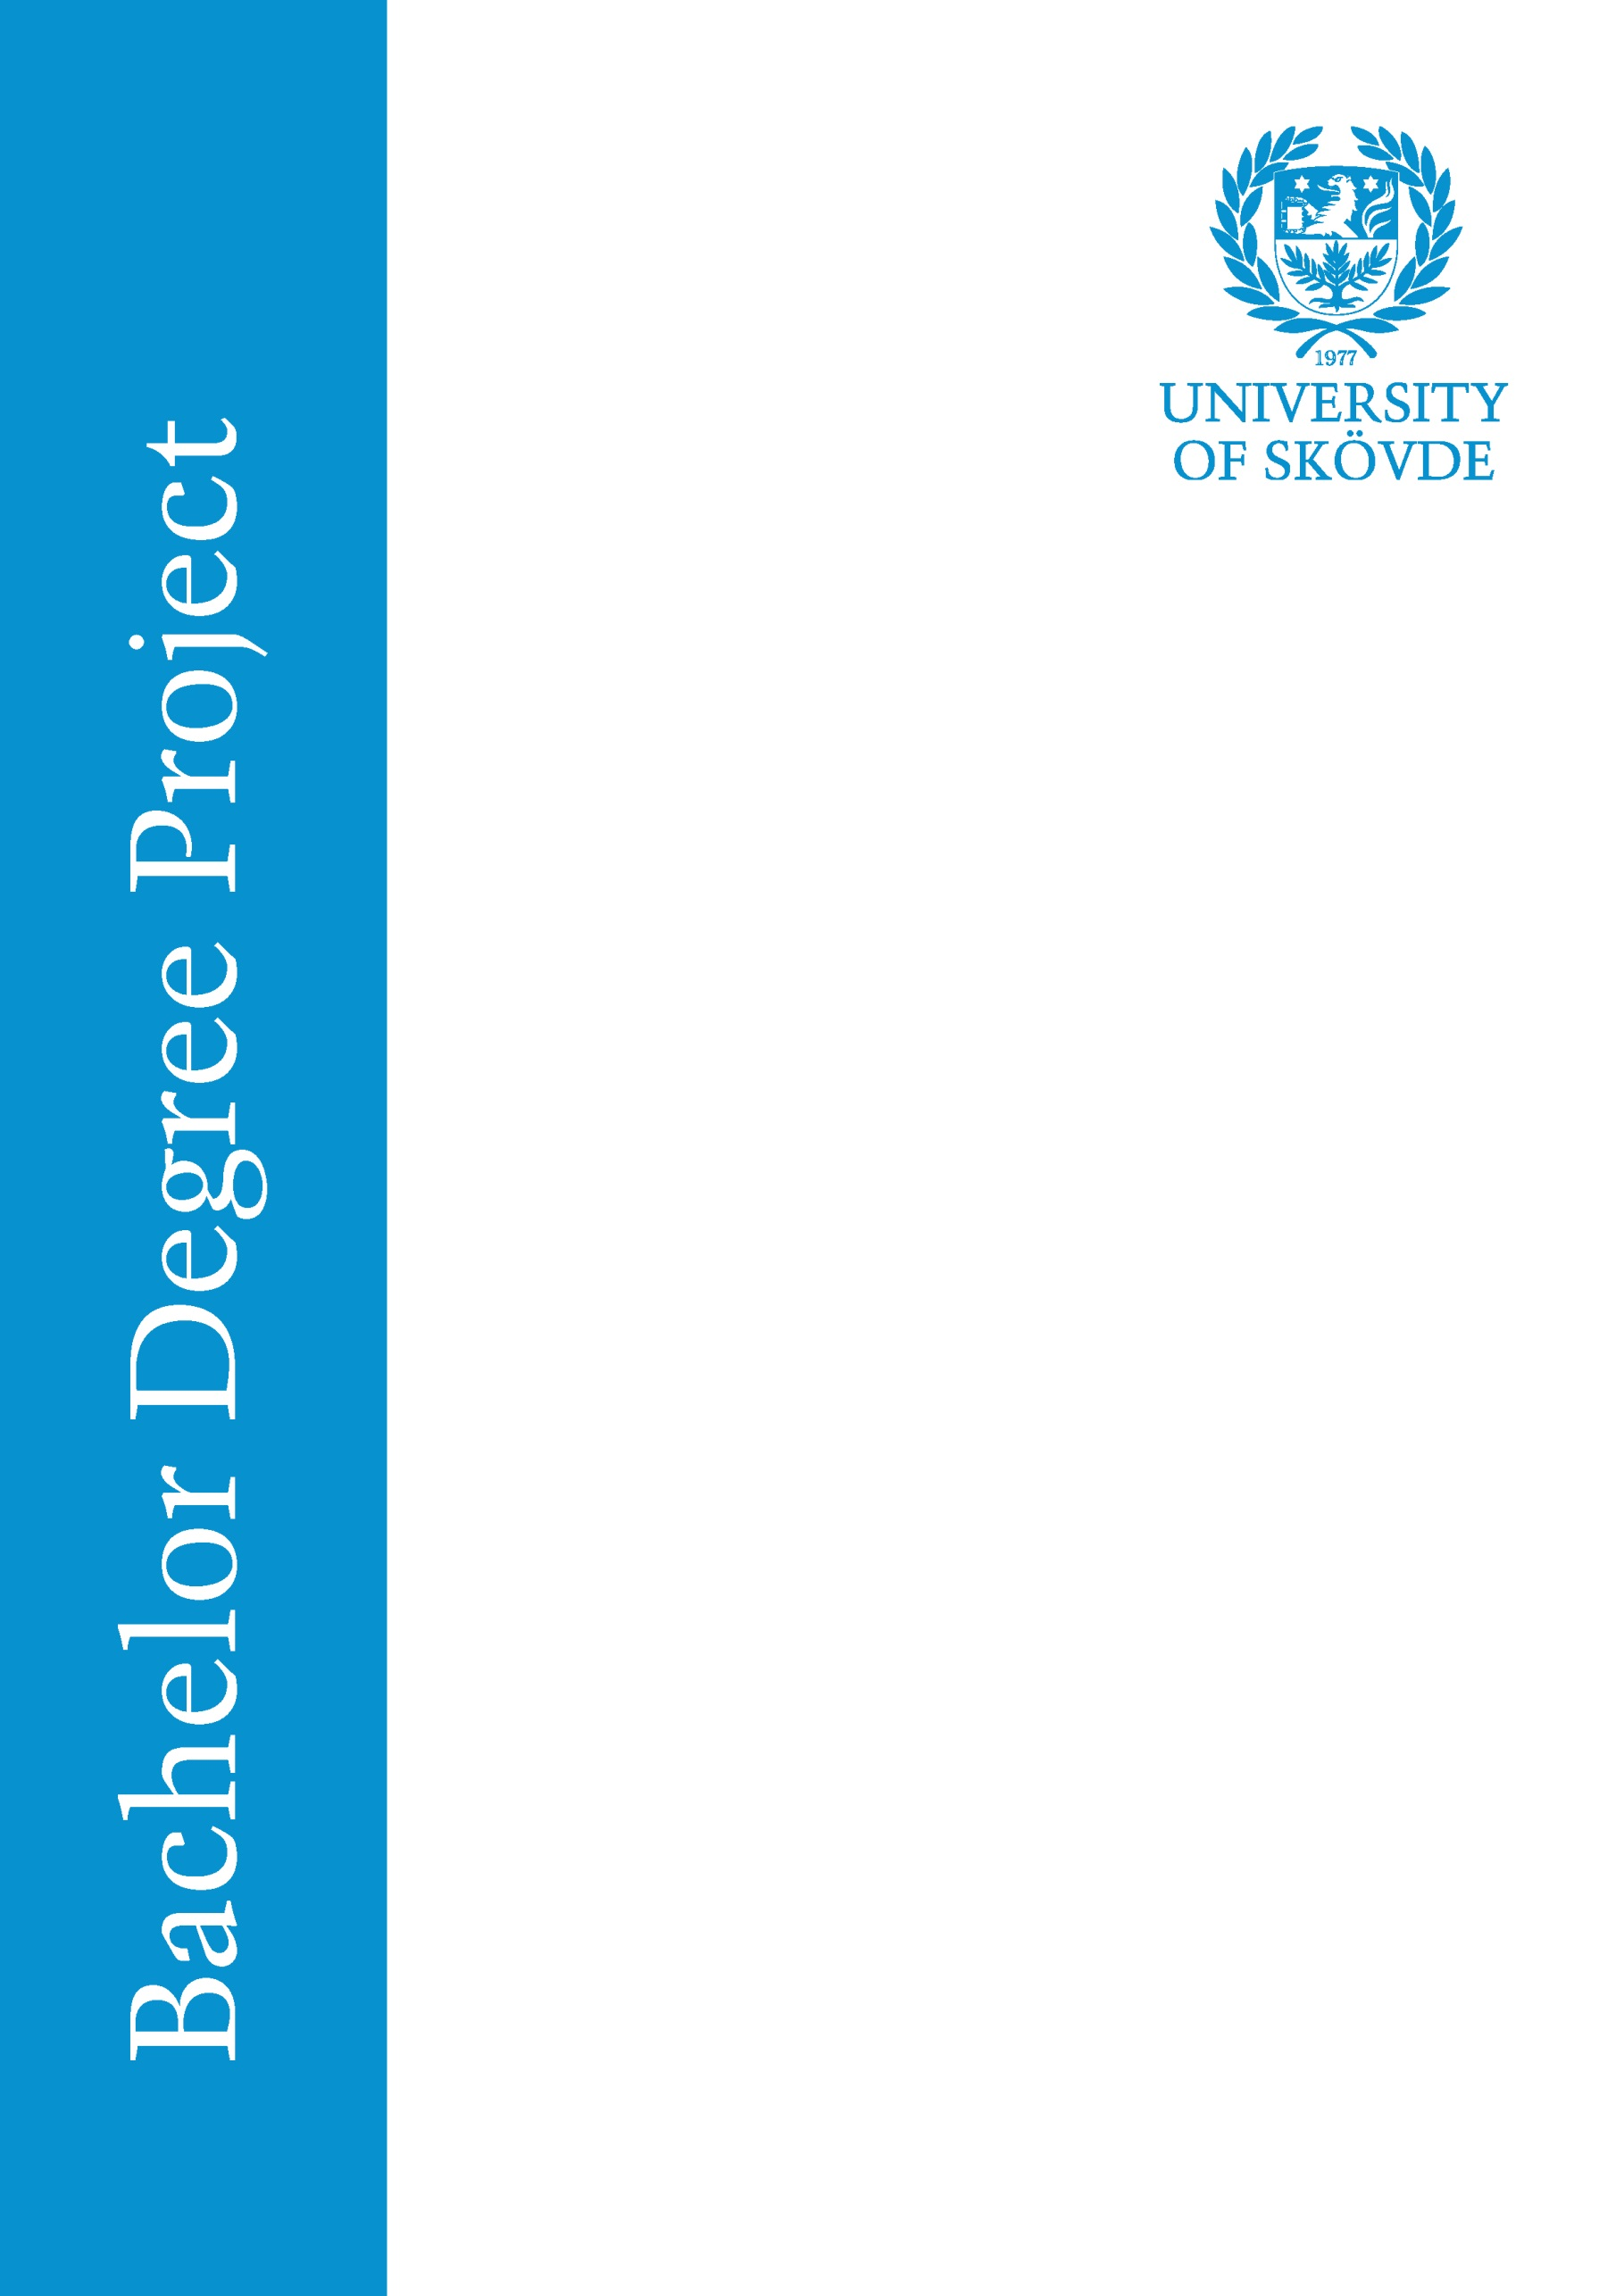 Bachelor Degree Project
1977
UNIVERSITY
OF SKÖVDE